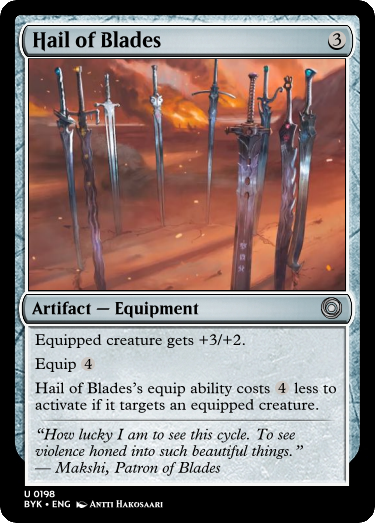 Hail of Blades 3
Artifact — Equipment
Equipped creature gets +3/+2.
Equip 4
Hail of Blades's equip ability costs 4 less to
activate if it targets an equipped creature.
“How lucky I am to see this cycle. To see
violence honed into such beautiful things.”
— Makshi, Patron of Blades
U 0198
BYK • ENG Antti Hakosaari